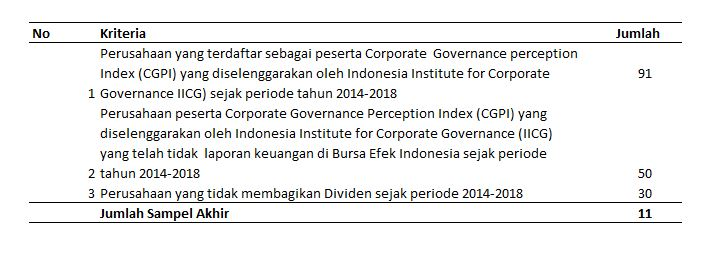 No Kriteria Jumlah
Perusahaan yang terdaftar sebagai peserta Corporate Governance perception
Index (CGPI) yang diselenggarakan oleh Indonesia Institute for Corporate 91
1 Governance IICG) sejak periode tahun 2014-2018
Perusahaan peserta Corporate Governance Perception Index (CGPI) yang
diselenggarakan oleh Indonesia Institute for Corporate Governance (IICG)
yang telah tidak laporan keuangan di Bursa Efek Indonesia sejak periode
2 tahun 2014-2018 50
3 Perusahaan yang tidak membagikan Dividen sejak periode 2014-2018 30
Jumlah Sampel Akhir 11